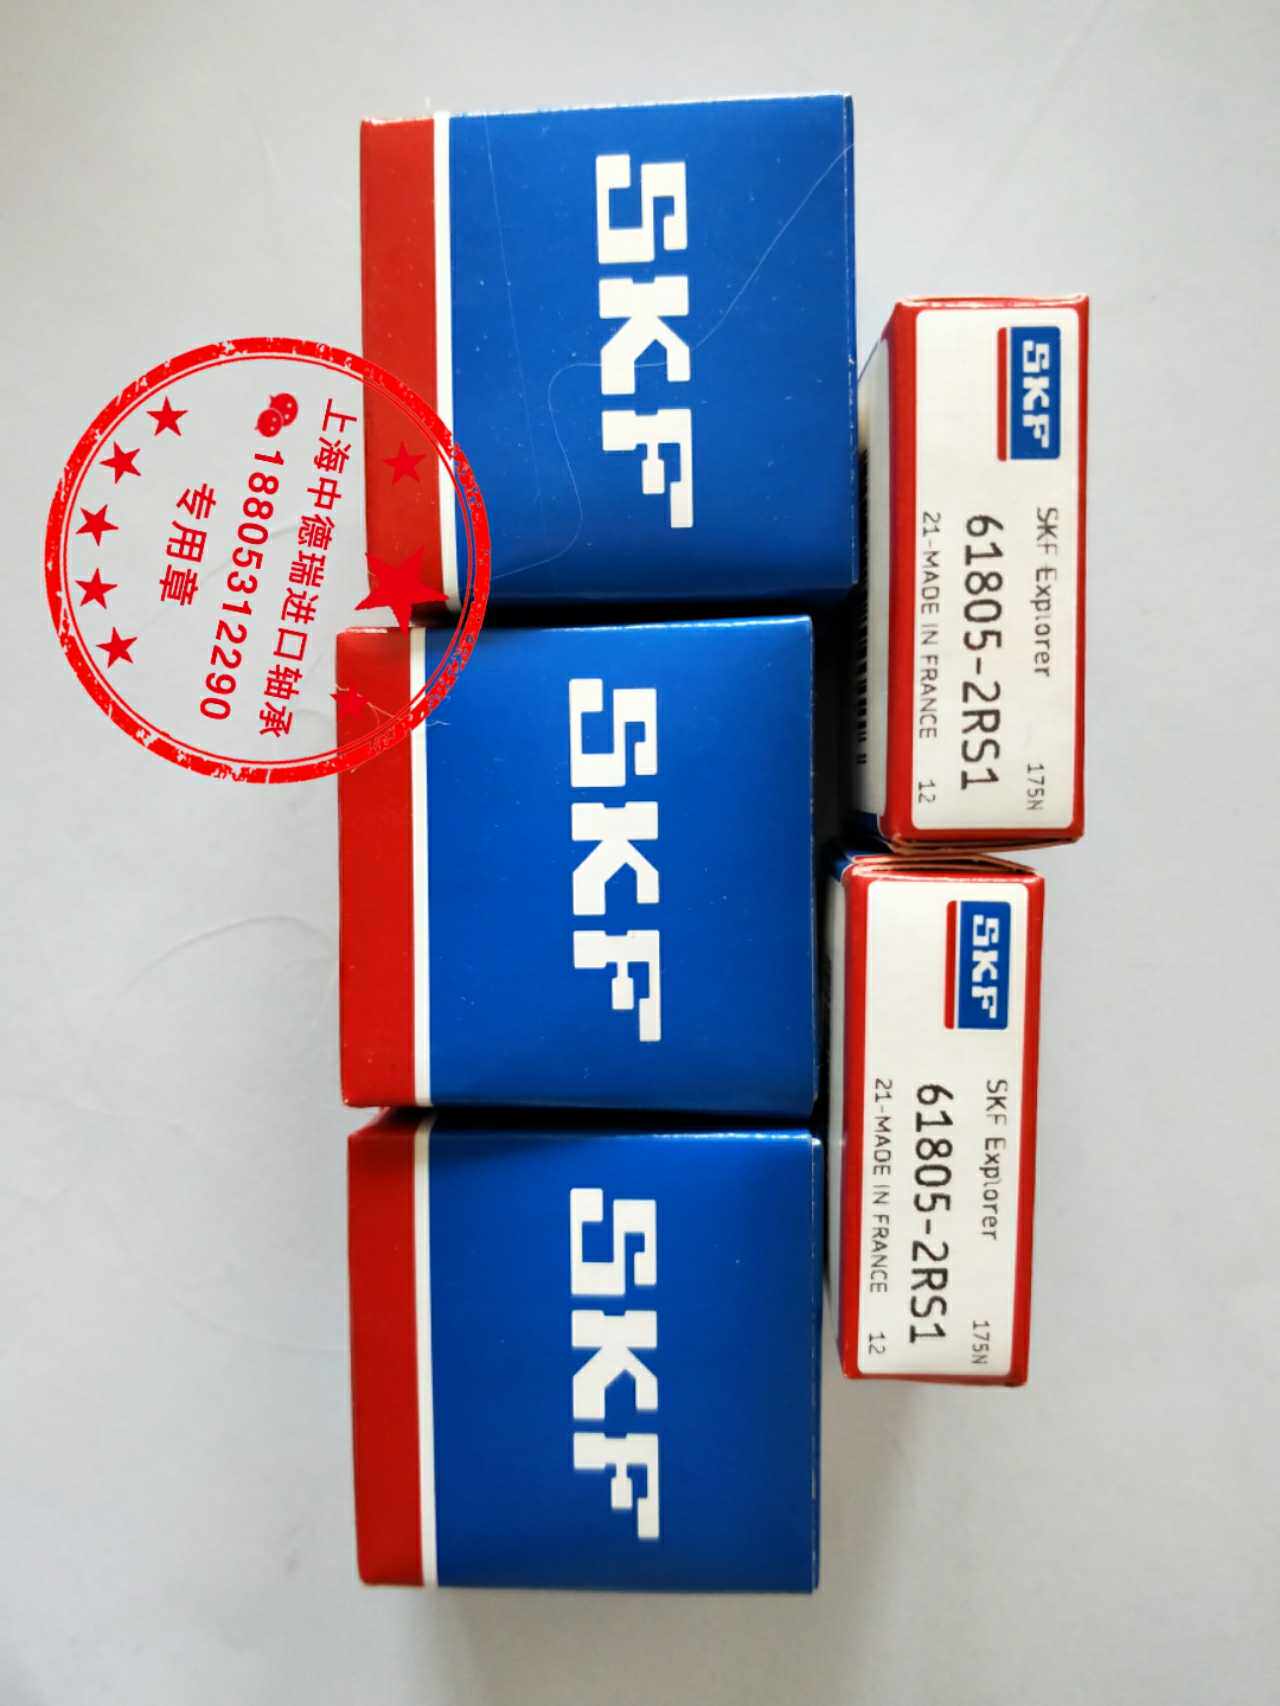 SKF
SKF
SKF
SKF
SKF Explorer
175N
61805-2RS1
21-MADE IN FRANCE
12
SKF
SKF Explorer
175N
61805-2RS1
21-MADE IN FRANCE
12
上海中德瑞进口轴承
18805312290
专用章